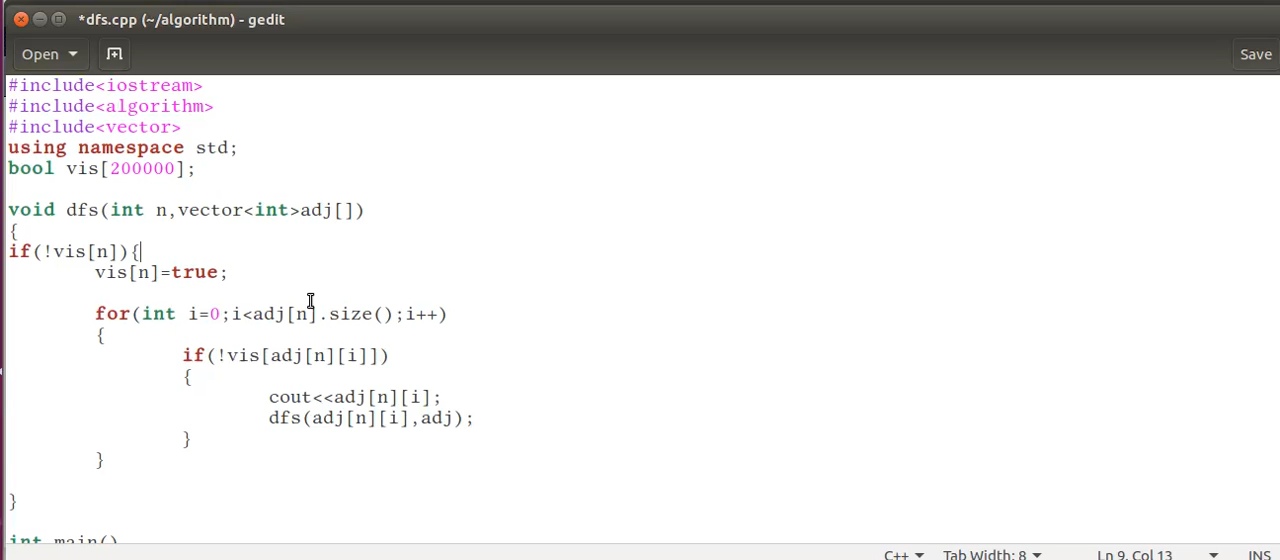 *dfs.cpp (~/algorithm) - gedit
Open
Save
#include<iostream>
#include<algorithm>
#include<vector>
using namespace std;
bool vis[200000];
void dfs(int n,vector<int>adj[])
{
if(!vis[n]){
vis[n]=true;
for(int i=0;i<adj[n].size();i++)
{
if(!vis[adj[n][i]])
{
cout<<adj[n][i];
dfs(adj[n][i],adj);
}
}
}
int main()
C++ Tab Width: 8 Ln 9, Col 13 INS